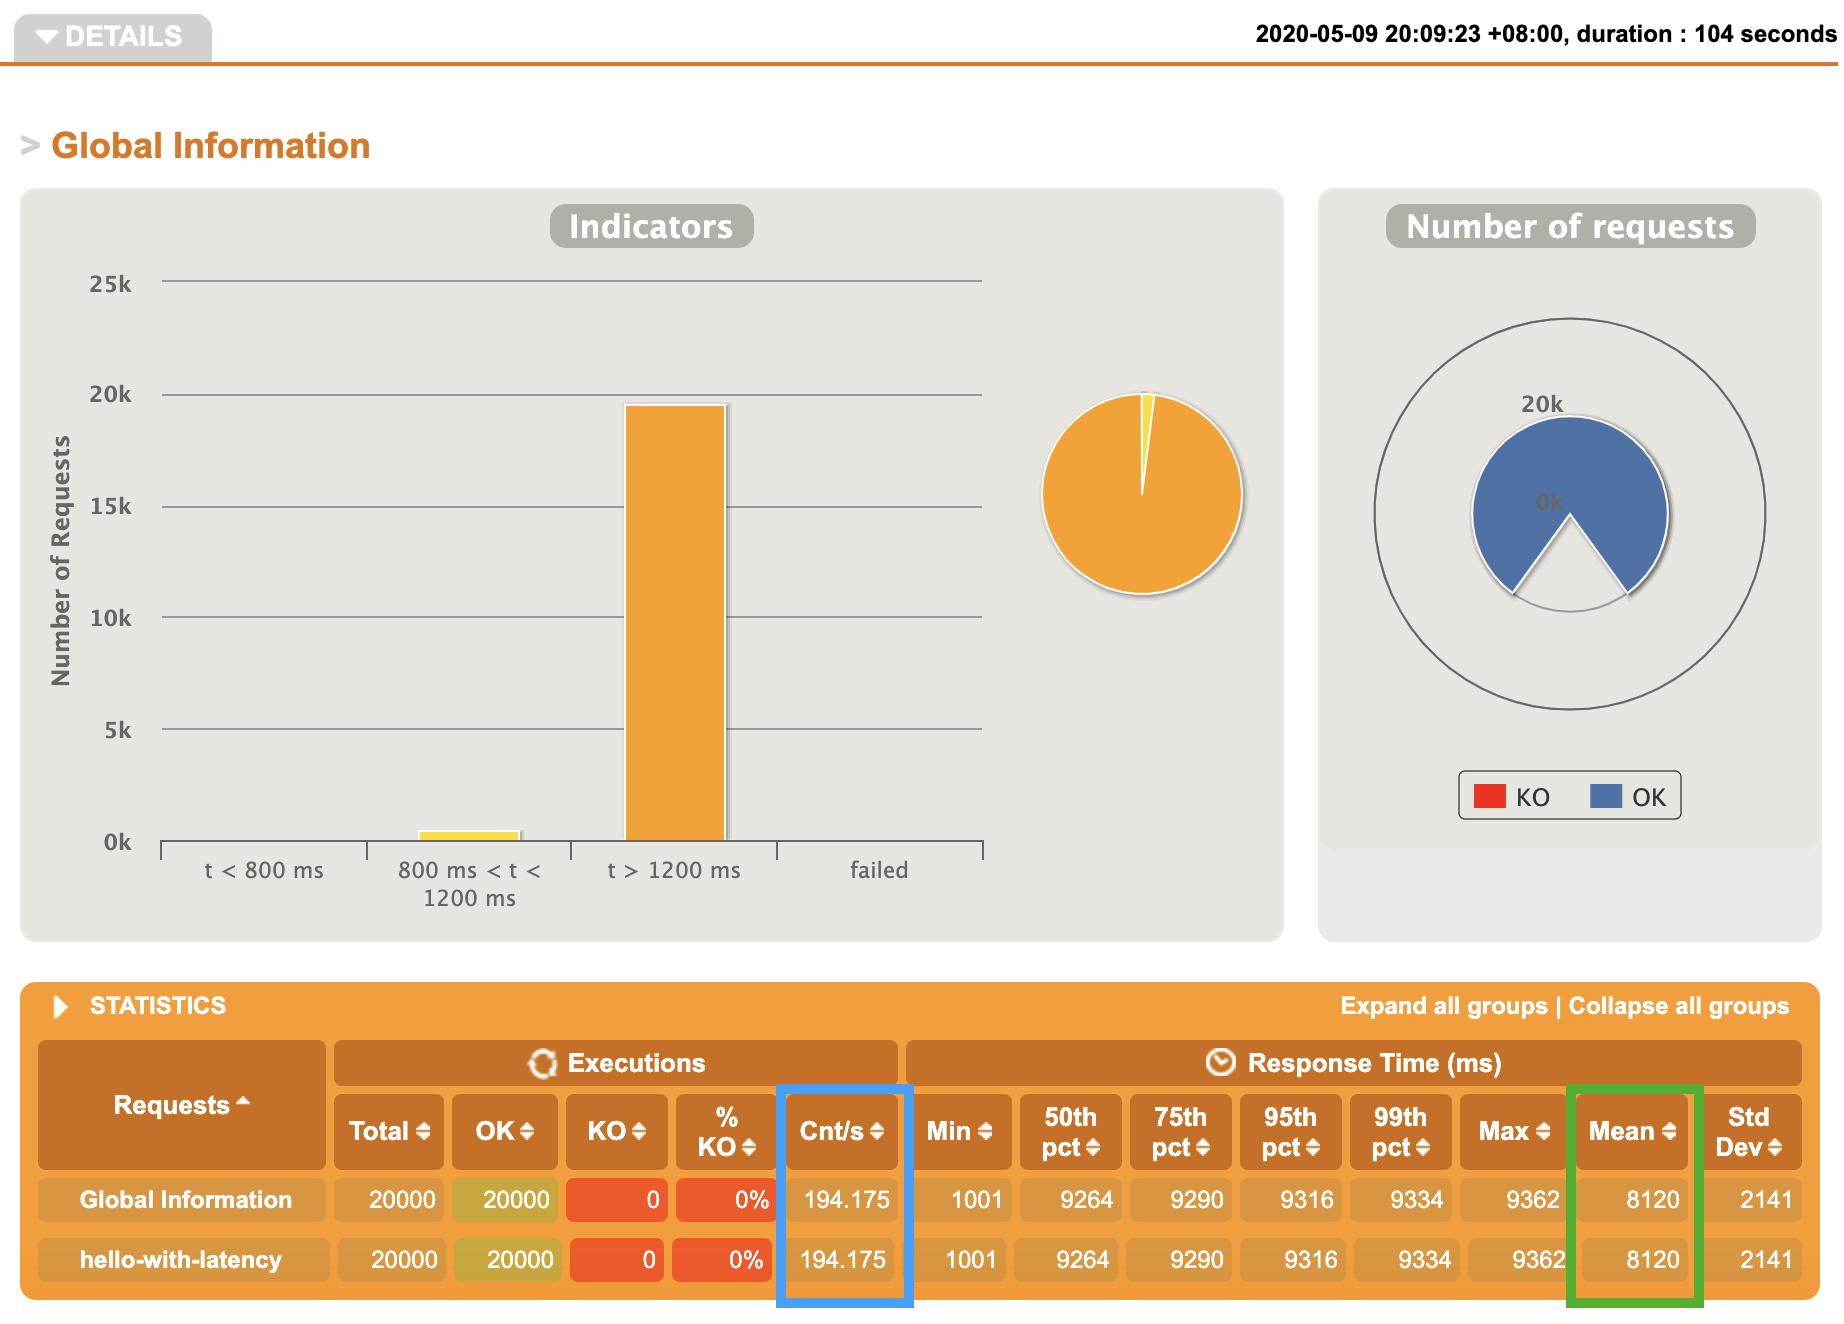 DETAILS
2020-05-09 20:09:23 +08:00, duration : 104 seconds
> Global Information
Indicators
25k
20k
15k
10k
5k
0k
Number of Requests
t < 800 ms
800 ms < t <
1200 ms
t > 1200 ms
failed
Number of requests
20k
0k
KO OK
STATISTICS
Expand all groups | Collapse all groups
Requests
Executions
Response Time (ms)
Total OK KO % KO Cnt/s Min 50th pct 75th pct 95th pct 99th pct Max Mean Std Dev
Global Information 20000 20000 0 0% 194.175 1001 9264 9290 9316 9334 9362 8120 2141
hello-with-latency 20000 20000 0 0% 194.175 1001 9264 9290 9316 9334 9362 8120 2141